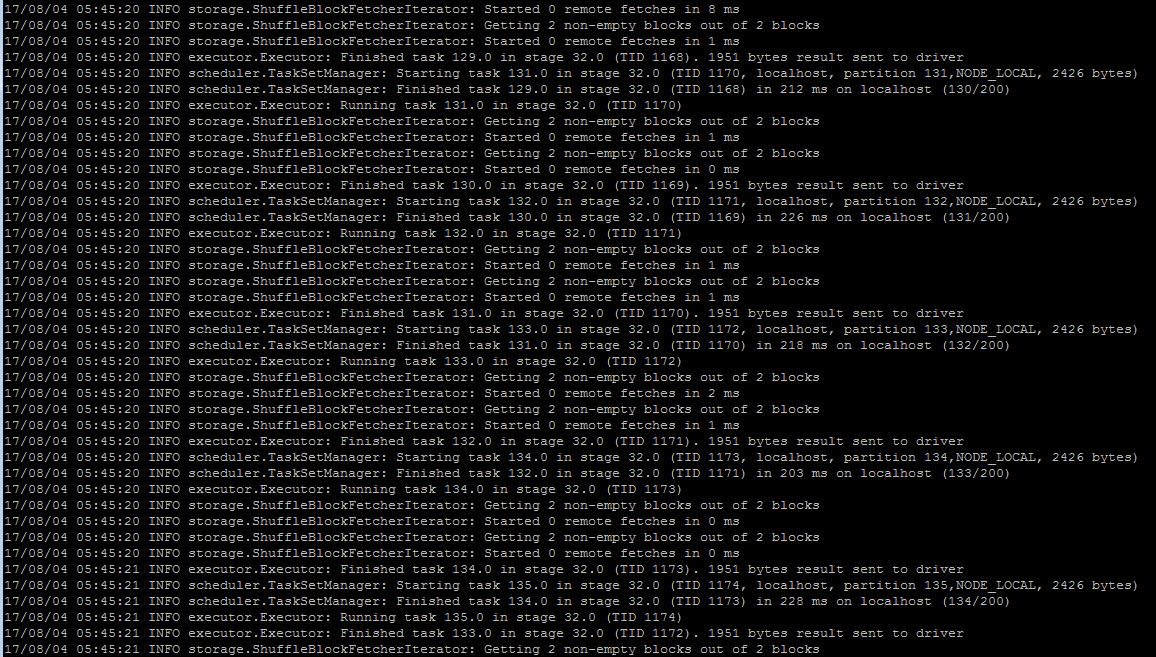 17/08/04 05:45:20 INFO storage.ShuffleBlockFetcherIterator: Started 0 remote fetches in 8 ms
17/08/04 05:45:20 INFO storage.ShuffleBlockFetcherIterator: Getting 2 non-empty blocks out of 2 blocks
17/08/04 05:45:20 INFO storage.ShuffleBlockFetcherIterator: Started 0 remote fetches in 1 ms
17/08/04 05:45:20 INFO executor.Executor: Finished task 129.0 in stage 32.0 (TID 1168). 1951 bytes result sent to driver
17/08/04 05:45:20 INFO scheduler.TaskSetManager: Starting task 131.0 in stage 32.0 (TID 1170, localhost, partition 131,NODE_LOCAL, 2426 bytes)
17/08/04 05:45:20 INFO scheduler.TaskSetManager: Finished task 129.0 in stage 32.0 (TID 1168) in 212 ms on localhost (130/200)
17/08/04 05:45:20 INFO executor.Executor: Running task 131.0 in stage 32.0 (TID 1170)
17/08/04 05:45:20 INFO storage.ShuffleBlockFetcherIterator: Getting 2 non-empty blocks out of 2 blocks
17/08/04 05:45:20 INFO storage.ShuffleBlockFetcherIterator: Started 0 remote fetches in 1 ms
17/08/04 05:45:20 INFO storage.ShuffleBlockFetcherIterator: Getting 2 non-empty blocks out of 2 blocks
17/08/04 05:45:20 INFO storage.ShuffleBlockFetcherIterator: Started 0 remote fetches in 0 ms
17/08/04 05:45:20 INFO executor.Executor: Finished task 130.0 in stage 32.0 (TID 1169). 1951 bytes result sent to driver
17/08/04 05:45:20 INFO scheduler.TaskSetManager: Starting task 132.0 in stage 32.0 (TID 1171, localhost, partition 132,NODE_LOCAL, 2426 bytes)
17/08/04 05:45:20 INFO scheduler.TaskSetManager: Finished task 130.0 in stage 32.0 (TID 1169) in 226 ms on localhost (131/200)
17/08/04 05:45:20 INFO executor.Executor: Running task 132.0 in stage 32.0 (TID 1171)
17/08/04 05:45:20 INFO storage.ShuffleBlockFetcherIterator: Getting 2 non-empty blocks out of 2 blocks
17/08/04 05:45:20 INFO storage.ShuffleBlockFetcherIterator: Started 0 remote fetches in 1 ms
17/08/04 05:45:20 INFO storage.ShuffleBlockFetcherIterator: Getting 2 non-empty blocks out of 2 blocks
17/08/04 05:45:20 INFO storage.ShuffleBlockFetcherIterator: Started 0 remote fetches in 1 ms
17/08/04 05:45:20 INFO executor.Executor: Finished task 131.0 in stage 32.0 (TID 1170). 1951 bytes result sent to driver
17/08/04 05:45:20 INFO scheduler.TaskSetManager: Starting task 133.0 in stage 32.0 (TID 1172, localhost, partition 133,NODE_LOCAL, 2426 bytes)
17/08/04 05:45:20 INFO scheduler.TaskSetManager: Finished task 131.0 in stage 32.0 (TID 1170) in 218 ms on localhost (132/200)
17/08/04 05:45:20 INFO executor.Executor: Running task 133.0 in stage 32.0 (TID 1172)
17/08/04 05:45:20 INFO storage.ShuffleBlockFetcherIterator: Getting 2 non-empty blocks out of 2 blocks
17/08/04 05:45:20 INFO storage.ShuffleBlockFetcherIterator: Started 0 remote fetches in 2 ms
17/08/04 05:45:20 INFO storage.ShuffleBlockFetcherIterator: Getting 2 non-empty blocks out of 2 blocks
17/08/04 05:45:20 INFO storage.ShuffleBlockFetcherIterator: Started 0 remote fetches in 1 ms
17/08/04 05:45:20 INFO executor.Executor: Finished task 132.0 in stage 32.0 (TID 1171). 1951 bytes result sent to driver
17/08/04 05:45:20 INFO scheduler.TaskSetManager: Starting task 134.0 in stage 32.0 (TID 1173, localhost, partition 134,NODE_LOCAL, 2426 bytes)
17/08/04 05:45:20 INFO scheduler.TaskSetManager: Finished task 132.0 in stage 32.0 (TID 1171) in 203 ms on localhost (133/200)
17/08/04 05:45:20 INFO executor.Executor: Running task 134.0 in stage 32.0 (TID 1173)
17/08/04 05:45:20 INFO storage.ShuffleBlockFetcherIterator: Getting 2 non-empty blocks out of 2 blocks
17/08/04 05:45:20 INFO storage.ShuffleBlockFetcherIterator: Started 0 remote fetches in 0 ms
17/08/04 05:45:20 INFO storage.ShuffleBlockFetcherIterator: Getting 2 non-empty blocks out of 2 blocks
17/08/04 05:45:20 INFO storage.ShuffleBlockFetcherIterator: Started 0 remote fetches in 0 ms
17/08/04 05:45:21 INFO executor.Executor: Finished task 134.0 in stage 32.0 (TID 1173). 1951 bytes result sent to driver
17/08/04 05:45:21 INFO scheduler.TaskSetManager: Starting task 135.0 in stage 32.0 (TID 1174, localhost, partition 135,NODE_LOCAL, 2426 bytes)
17/08/04 05:45:21 INFO scheduler.TaskSetManager: Finished task 134.0 in stage 32.0 (TID 1173) in 228 ms on localhost (134/200)
17/08/04 05:45:21 INFO executor.Executor: Running task 135.0 in stage 32.0 (TID 1174)
17/08/04 05:45:21 INFO executor.Executor: Finished task 133.0 in stage 32.0 (TID 1172). 1951 bytes result sent to driver
17/08/04 05:45:21 INFO storage.ShuffleBlockFetcherIterator: Getting 2 non-empty blocks out of 2 blocks